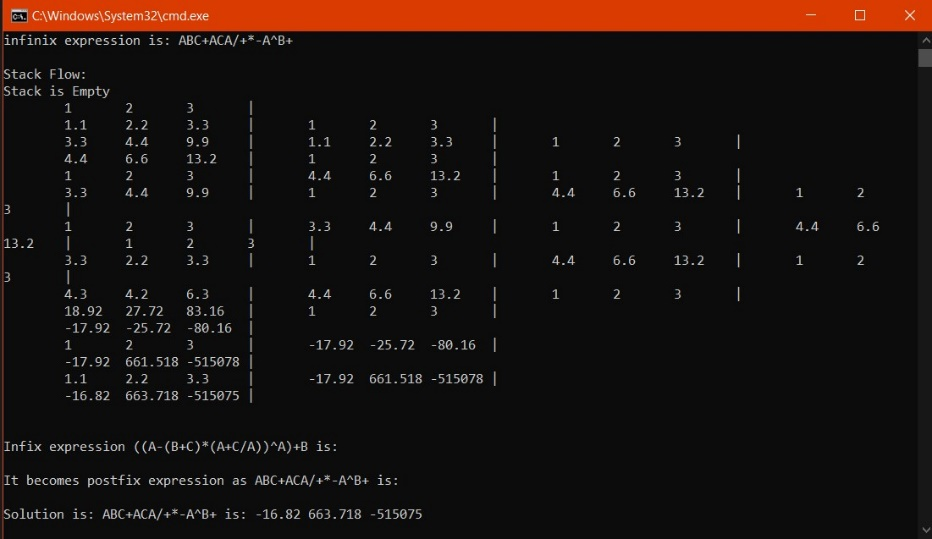 C:\Windows\System32\cmd.exe
infinix expression is: ABC+ACA/+*-A^B+
Stack Flow:
Stack is Empty
1 2 3 |
1.1 2.2 3.3 | 1 2 3 |
3.3 4.4 9.9 | 1.1 2.2 3.3 | 1 2 3 |
4.4 6.6 13.2 | 1 2 3 |
1 2 3 | 4.4 6.6 13.2 | 1 2 3 |
3.3 4.4 9.9 | 1 2 3 | 4.4 6.6 13.2 | 1 2
3 |
1 2 3 | 3.3 4.4 9.9 | 1 2 3 | 4.4 6.6
13.2 | 1 2 3 |
3.3 2.2 3.3 | 1 2 3 | 4.4 6.6 13.2 | 1 2
3 |
4.3 4.2 6.3 | 4.4 6.6 13.2 | 1 2 3 |
18.92 27.72 83.16 | 1 2 3 |
-17.92 -25.72 -80.16 |
1 2 3 | -17.92 -25.72 -80.16 |
-17.92 661.518 -515078 |
1.1 2.2 3.3 | -17.92 661.518 -515078 |
-16.82 663.718 -515075 |
Infix expression ((A-(B+C)*(A+C/A))^A)+B is:
It becomes postfix expression as ABC+ACA/+*-A^B+ is:
Solution is: ABC+ACA/+*-A^B+ is: -16.82 663.718 -515075